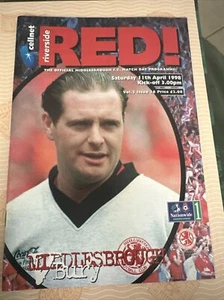 cellnet
riverside
RED!
THE OFFICIAL MIDDLESBROUGH F.C. MATCH DAY PROGRAMME
Saturday 11th April 1998
Kick-off 3.00pm
Nationwide
MIDDLESBROUGH
Bury